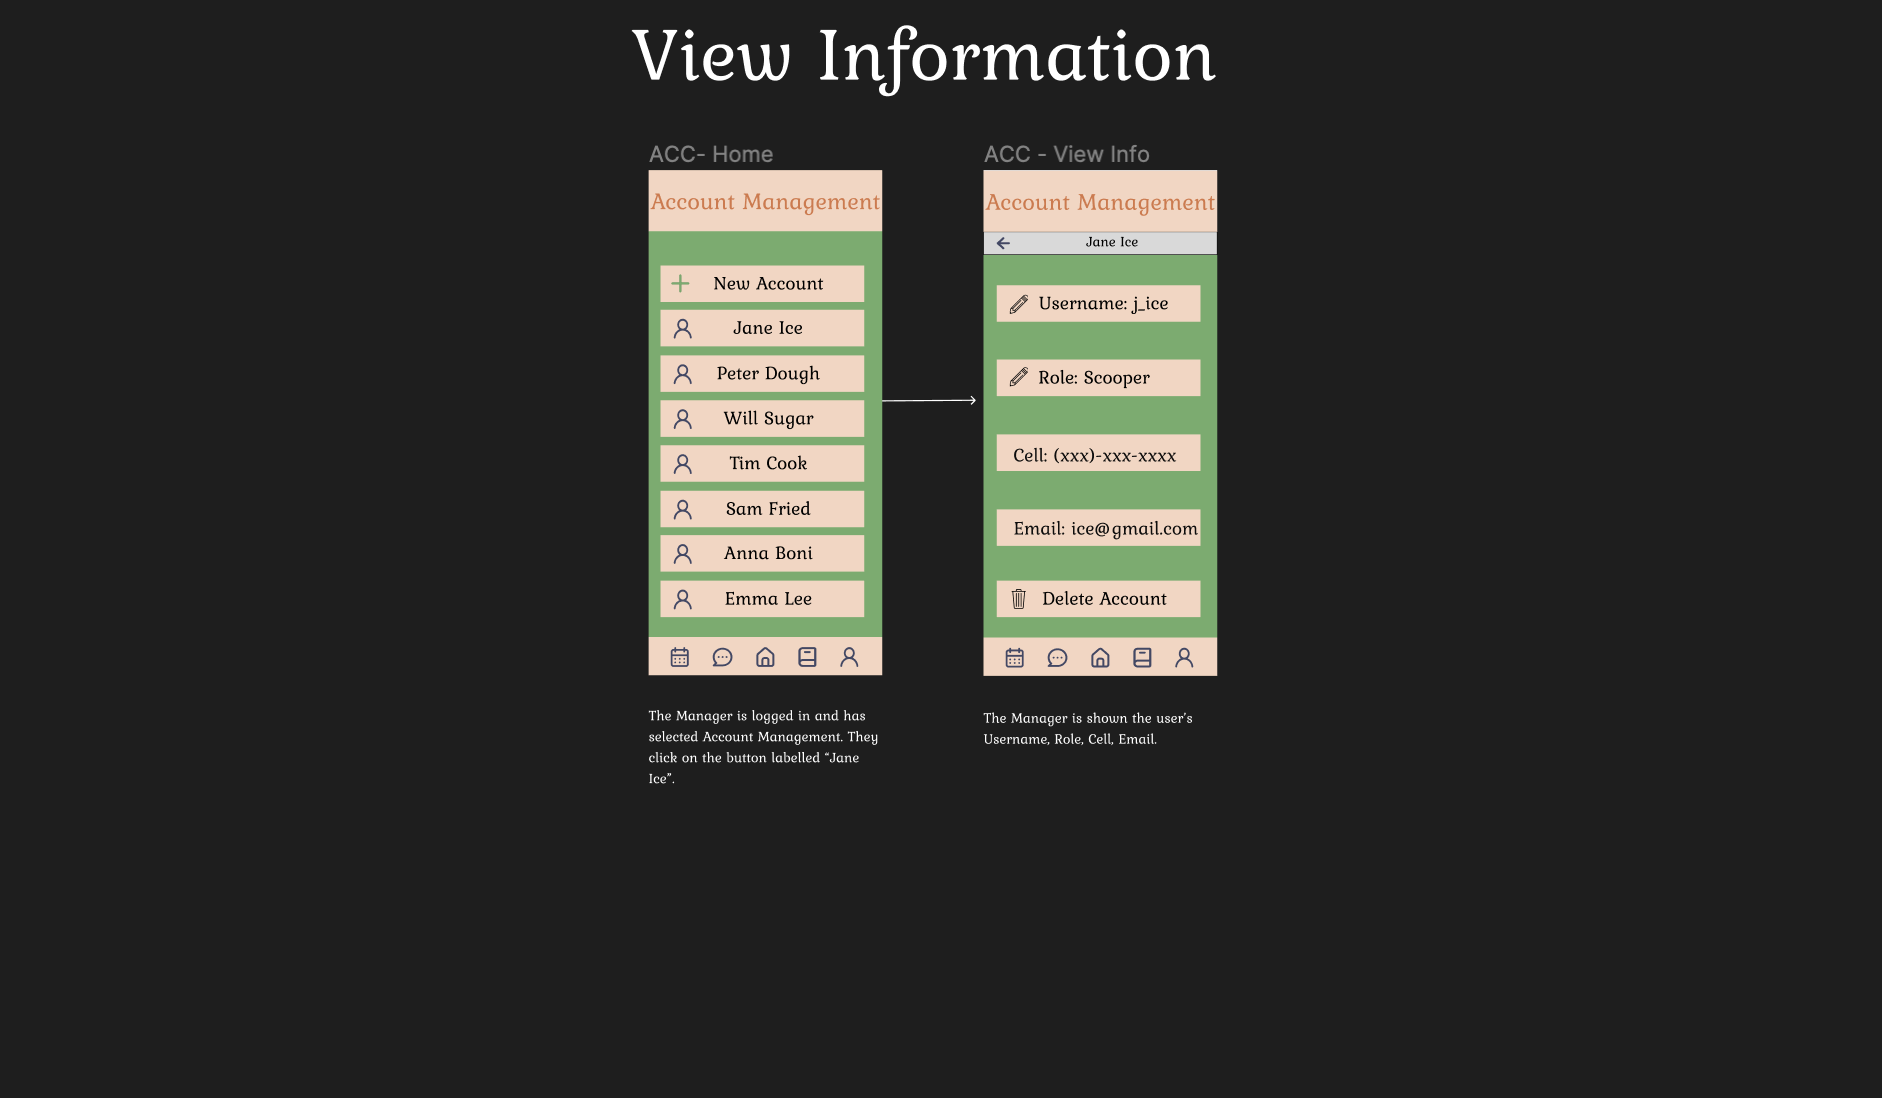 View Information
ACC- Home
Account Management
New Account
Jane Ice
Peter Dough
Will Sugar
Tim Cook
Sam Fried
Anna Boni
Emma Lee
The Manager is logged in and has
selected Account Management. They
click on the button labelled “Jane
Ice”.
ACC - View Info
Account Management
Jane Ice
Username: j_ice
Role: Scooper
Cell: (xxx)-xxx-xxxx
Email: ice@gmail.com
Delete Account
The Manager is shown the user's
Username, Role, Cell, Email.